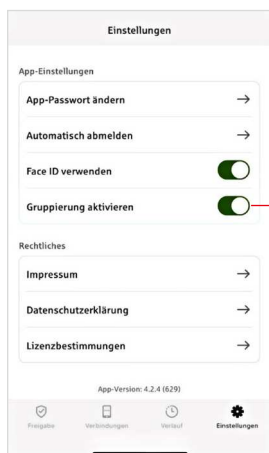 Einstellungen
App-Einstellungen
App-Passwort ändern
Automatisch abmelden
Face ID verwenden
Gruppierung aktivieren
Rechtliches
Impressum
Datenschutzerklärung
Lizenzbestimmungen
App-Version: 4.2.4 (629)
Freigabe Verbindungen Verlauf Einstellungen